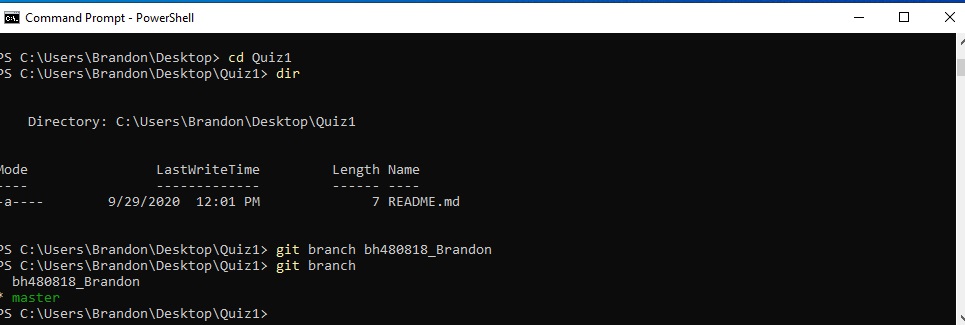 Command Prompt - PowerShell
PS C:\Users\Brandon\Desktop> cd Quiz1
PS C:\Users\Brandon\Desktop\Quiz1> dir
Directory: C:\Users\Brandon\Desktop\Quiz1
Mode                LastWriteTime         Length Name
----                -------------         ------ ----
-a----        9/29/2020  12:01 PM              7 README.md
PS C:\Users\Brandon\Desktop\Quiz1> git branch bh480818_Brandon
PS C:\Users\Brandon\Desktop\Quiz1> git branch
  bh480818_Brandon
* master
PS C:\Users\Brandon\Desktop\Quiz1>